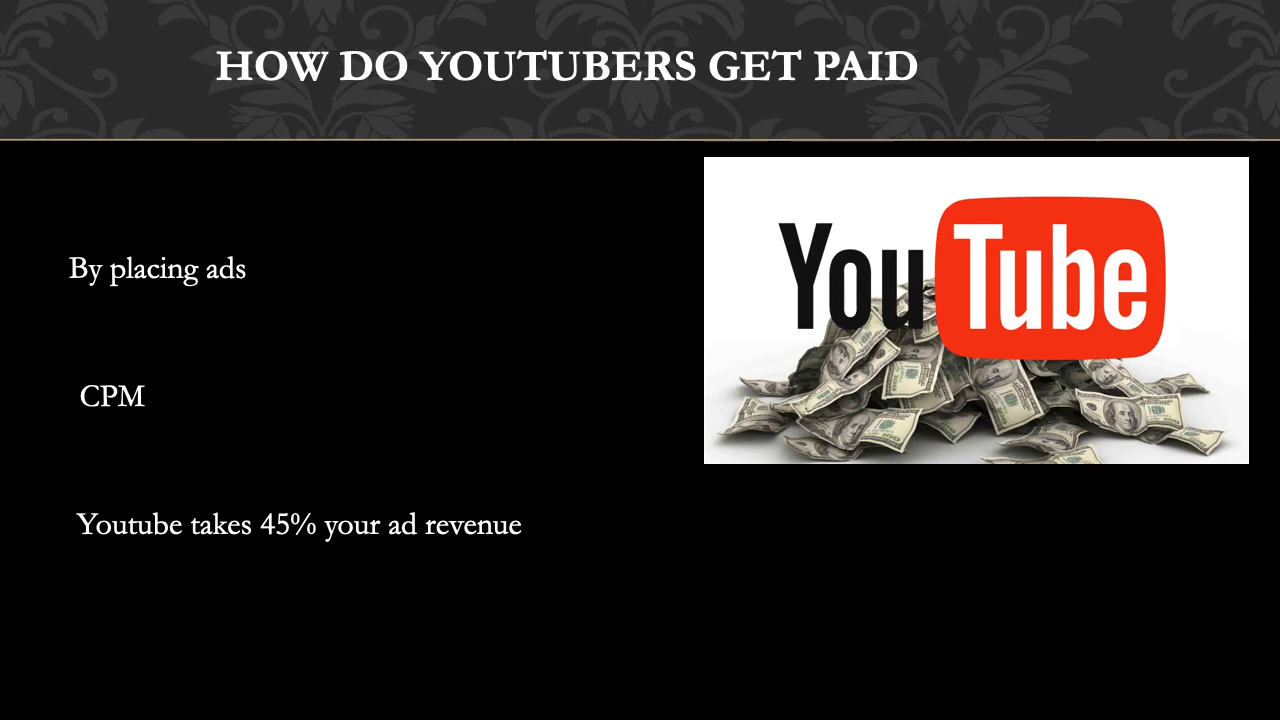 HOW DO YOUTUBERS GET PAID
By placing ads
CPM
Youtube takes 45% your ad revenue
YouTube